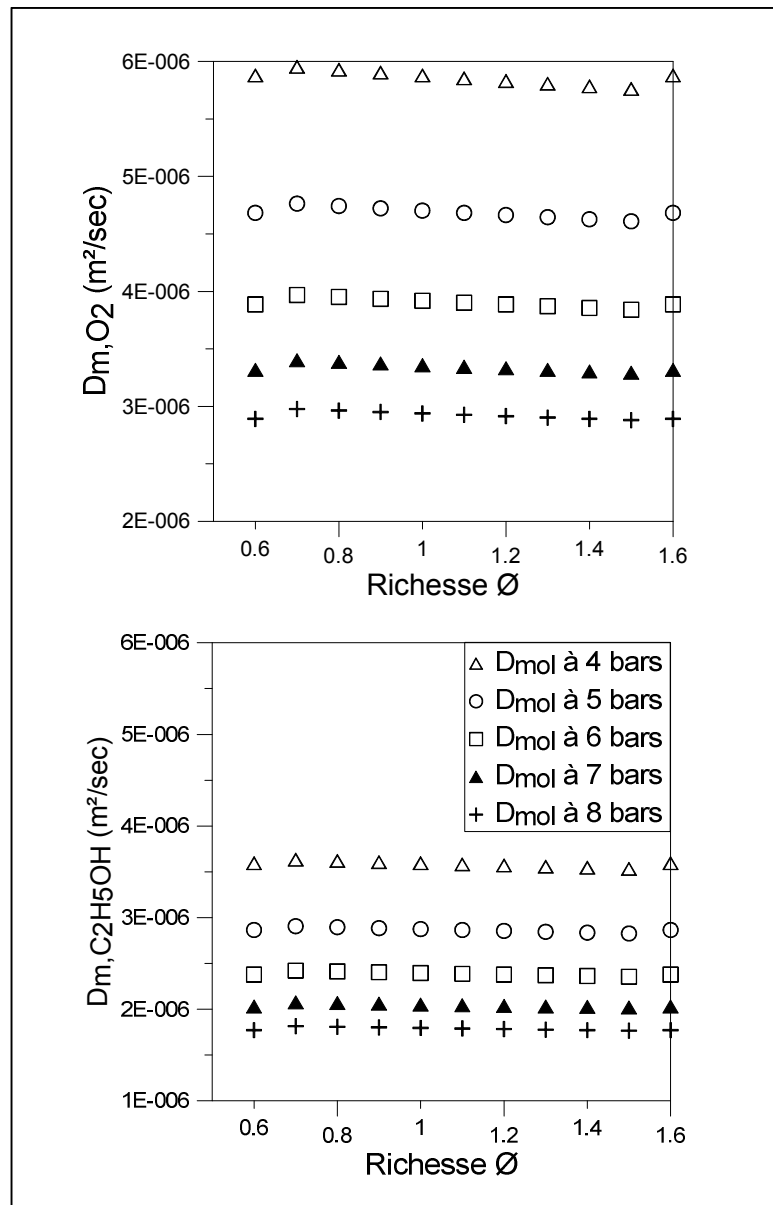 6E-006
5E-006
4E-006
3E-006
2E-006
Dm,O2 (m²/sec)
0.6 0.8 1 1.2 1.4 1.6
Richesse Ø
6E-006
5E-006
4E-006
3E-006
2E-006
1E-006
Dm,C2H5OH (m²/sec)
Dmol à 4 bars
Dmol à 5 bars
Dmol à 6 bars
Dmol à 7 bars
Dmol à 8 bars
0.6 0.8 1 1.2 1.4 1.6
Richesse Ø